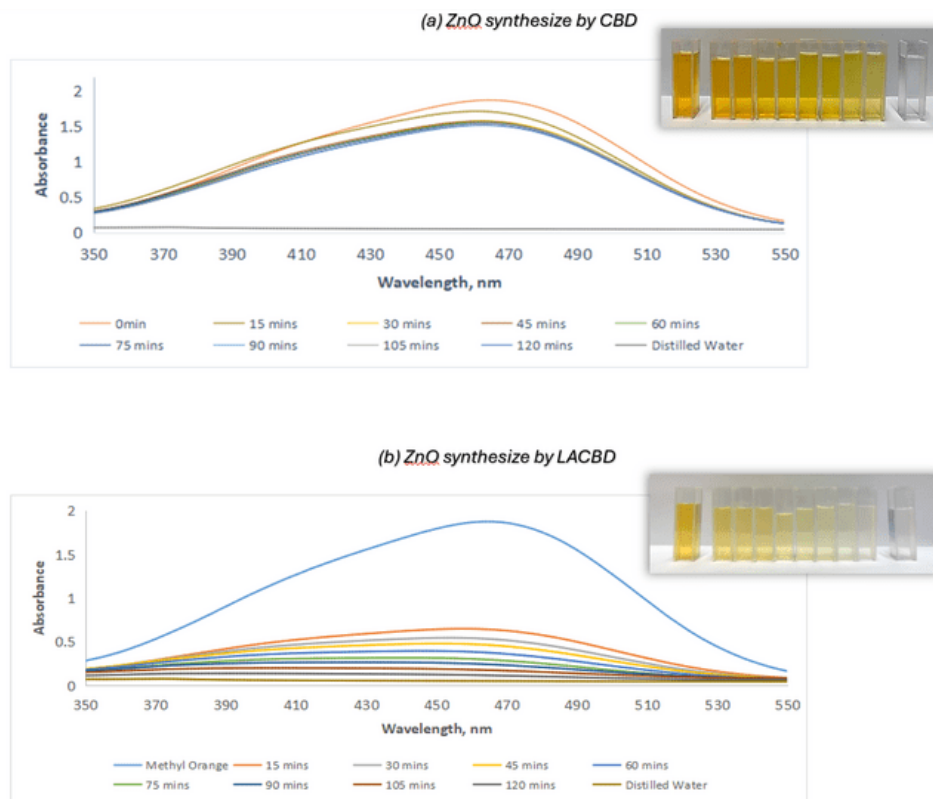 (a) ZnO synthesize by CBD
2
1.5
1
0.5
0
Absorbance
350 370 390 410 430 450 470 490 510 530 550
Wavelength, nm
0min 15 mins 30 mins 45 mins 60 mins
75 mins 90 mins 105 mins 120 mins Distilled Water
(b) ZnO synthesize by LACBD
2
1.5
1
0.5
0
Absorbance
350 370 390 410 430 450 470 490 510 530 550
Wavelength, nm
Methyl Orange 15 mins 30 mins 45 mins 60 mins
75 mins 90 mins 105 mins 120 mins Distilled Water